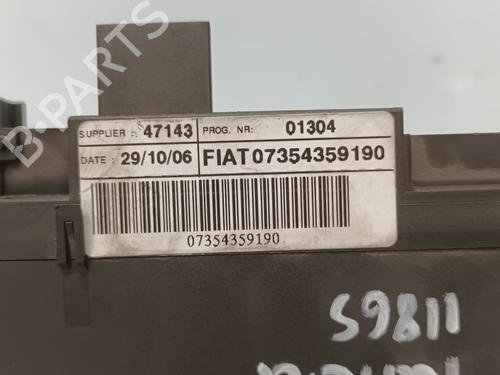 B-PARTS
SUPPLIER : 47143 PROG. NR: 01304
DATE : 29/10/06 FIAT 07354359190
07354359190
S9811